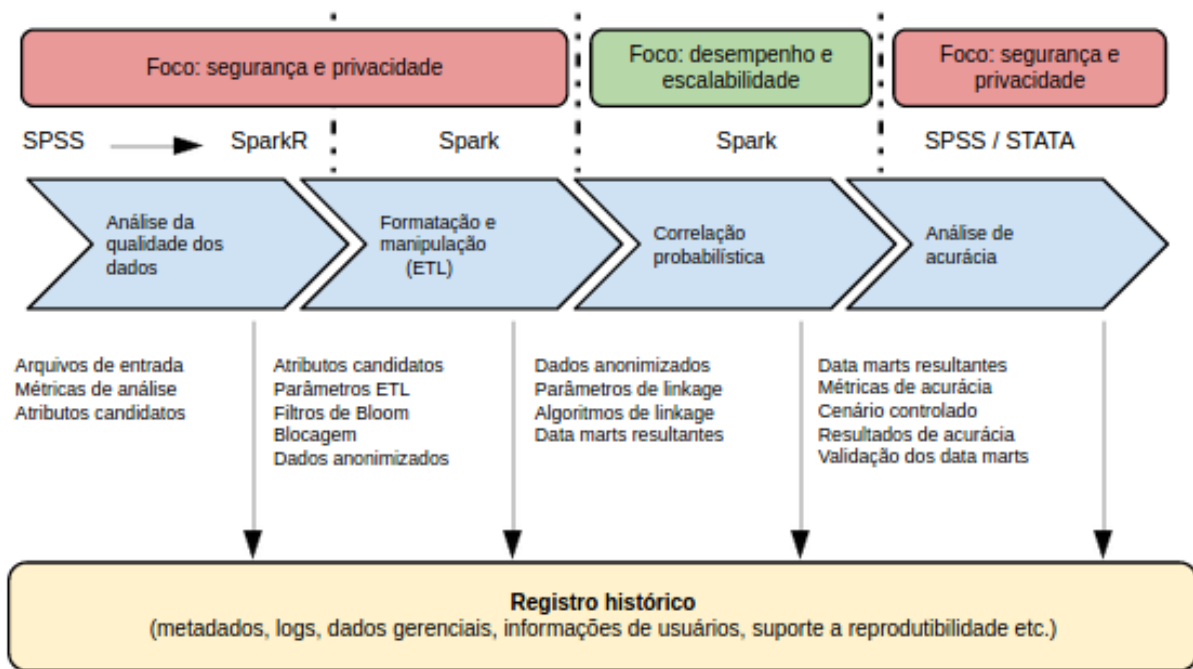 Foco: segurança e privacidade
Foco: desempenho e
escalabilidade
Foco: segurança e
privacidade
SPSS
SparkR
Spark
Spark
SPSS / STATA
Análise da
qualidade dos
dados
Formatação e
manipulação
(ETL)
Correlação
probabilística
Análise de
acurácia
Arquivos de entrada
Métricas de análise
Atributos candidatos
Atributos candidatos
Parâmetros ETL
Filtros de Bloom
Blocagem
Dados anonimizados
Dados anonimizados
Parâmetros de linkage
Algoritmos de linkage
Data marts resultantes
Data marts resultantes
Métricas de acurácia
Cenário controlado
Resultados de acurácia
Validação dos data marts
Registro histórico
(metadados, logs, dados gerenciais, informações de usuários, suporte a reprodutibilidade etc.)